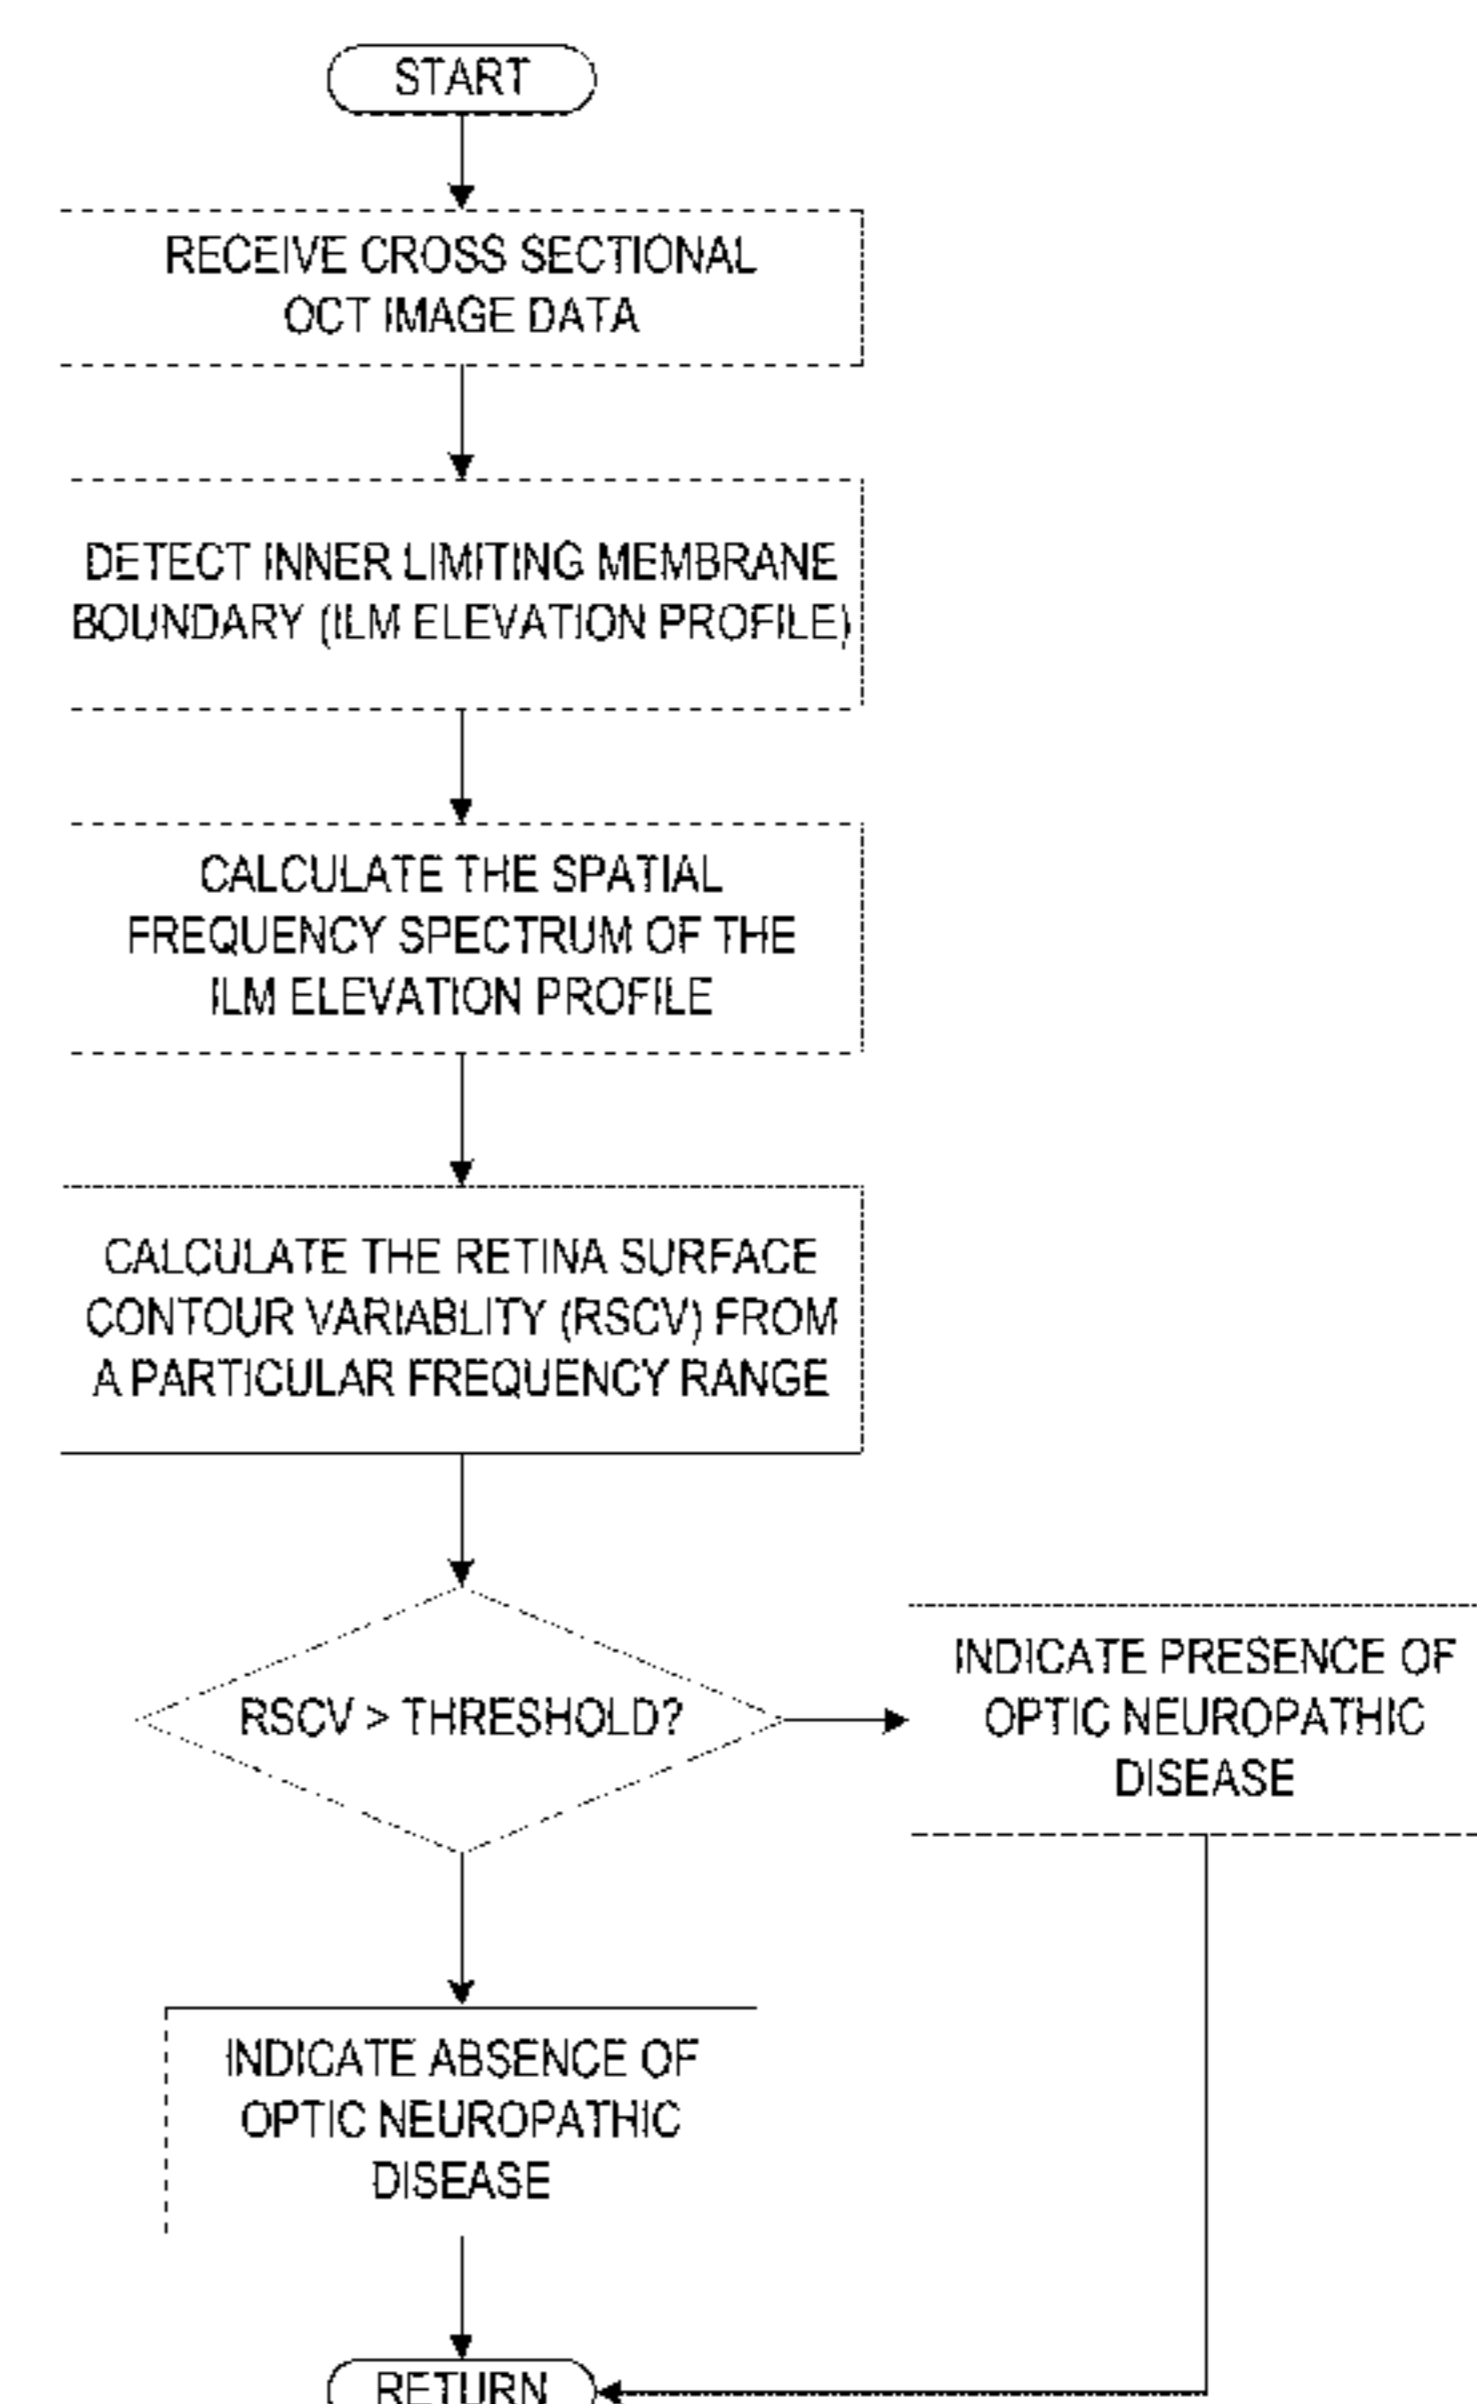 START
RECEIVE CROSS SECTIONAL
OCT IMAGE DATA
DETECT INNER LIMITING MEMBRANE
BOUNDARY (ILM ELEVATION PROFILE)
CALCULATE THE SPATIAL
FREQUENCY SPECTRUM OF THE
ILM ELEVATION PROFILE
CALCULATE THE RETINA SURFACE
CONTOUR VARIABLITY (RSCV) FROM
A PARTICULAR FREQUENCY RANGE
RSCV > THRESHOLD?
INDICATE PRESENCE OF
OPTIC NEUROPATHIC
DISEASE
INDICATE ABSENCE OF
OPTIC NEUROPATHIC
DISEASE
RETURN